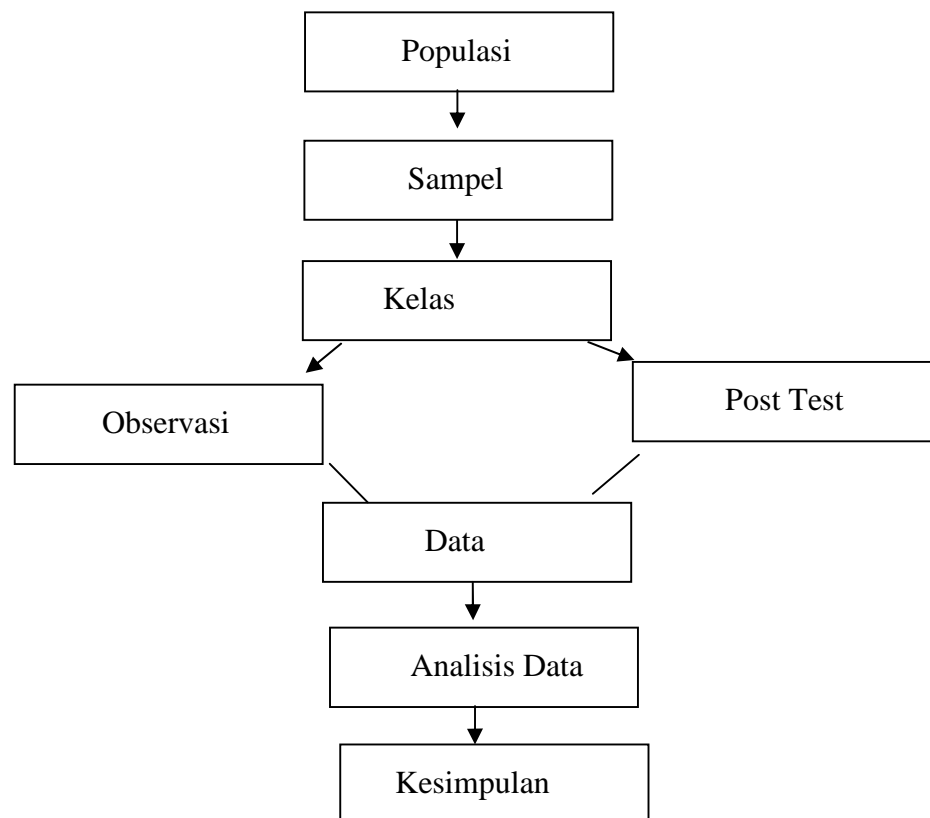 Populasi
Sampel
Kelas
Observasi
Post Test
Data
Analisis Data
Kesimpulan